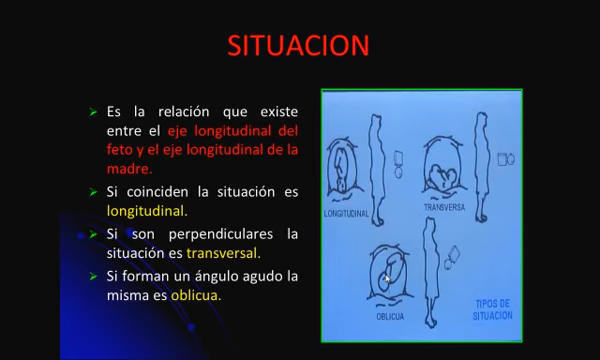 SITUACION
Es la relación que existe
entre el eje longitudinal del
feto y el eje longitudinal de la
madre.
Si coinciden la situación es
longitudinal.
Si son perpendiculares la
situación es transversal.
Si forman un ángulo agudo la
misma es oblicua.
LONGITUDINAL
TRANSVERSA
OBLICUA
TIPOS DE
SITUACION